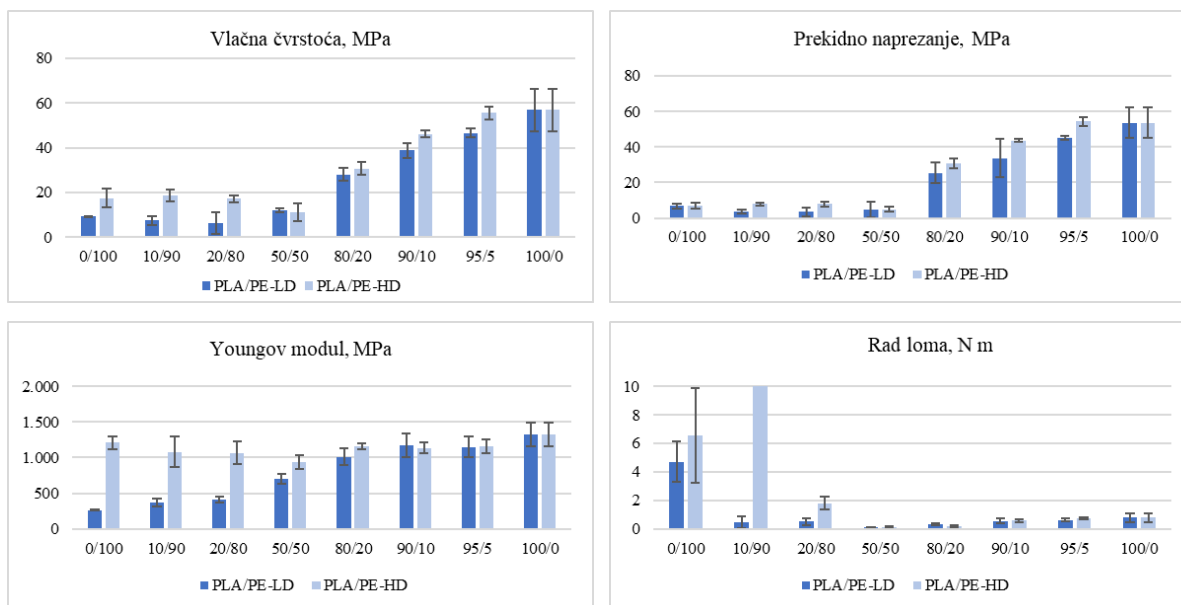 Vlačna čvrstoća, MPa
80
60
40
20
0
0/100 10/90 20/80 50/50 80/20 90/10 95/5 100/0
PLA/PE-LD PLA/PE-HD
Prekidno naprezanje, MPa
80
60
40
20
0
0/100 10/90 20/80 50/50 80/20 90/10 95/5 100/0
PLA/PE-LD PLA/PE-HD
Youngov modul, MPa
2.000
1.500
1.000
500
0
0/100 10/90 20/80 50/50 80/20 90/10 95/5 100/0
PLA/PE-LD PLA/PE-HD
Rad loma, N m
10
8
6
4
2
0
0/100 10/90 20/80 50/50 80/20 90/10 95/5 100/0
PLA/PE-LD PLA/PE-HD